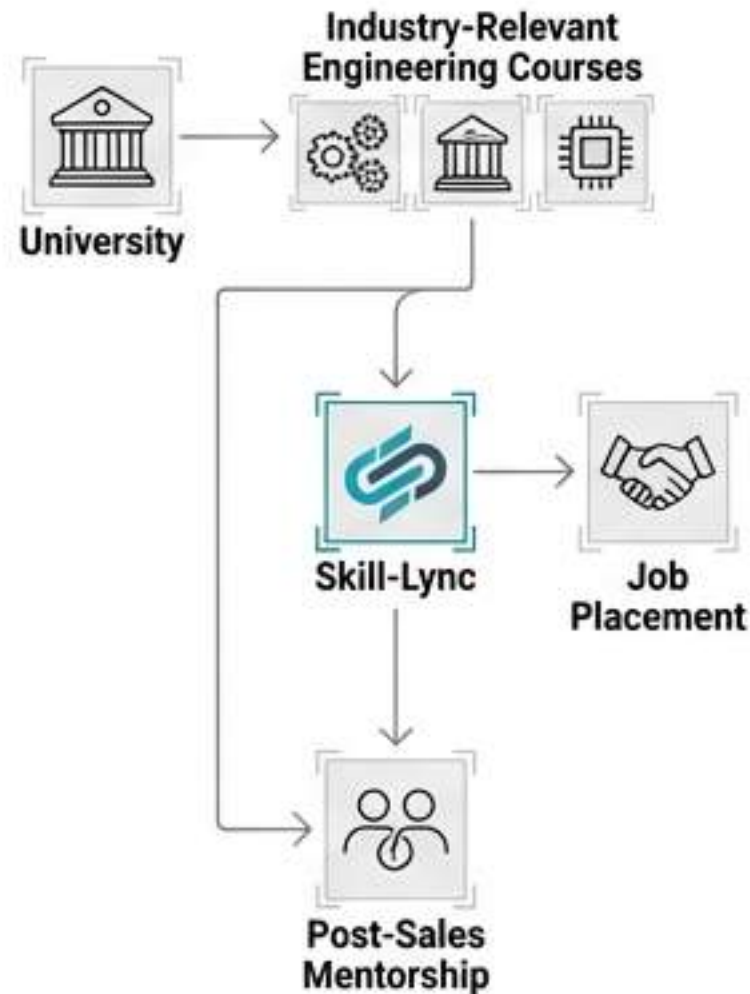 Industry-Relevant
Engineering Courses
University
Skill-Lync
Job
Placement
Post-Sales
Mentorship